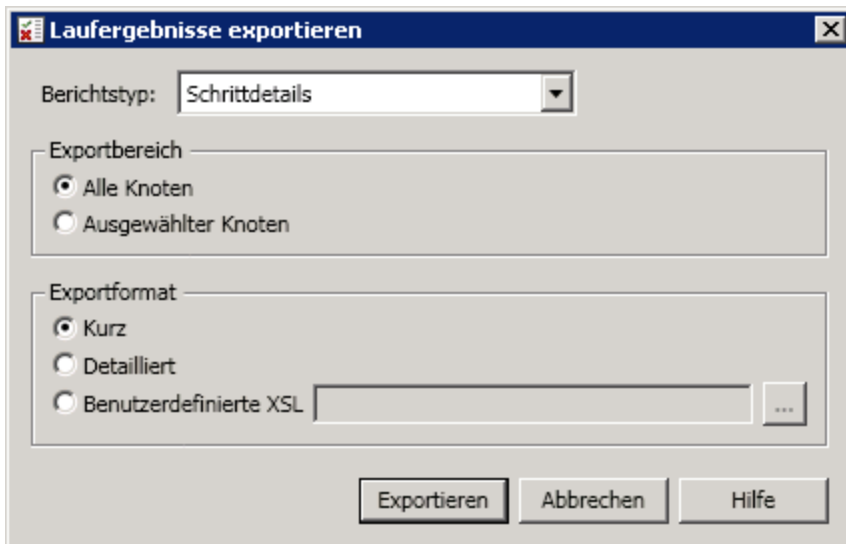 Laufergebnisse exportieren
Berichtstyp: Schrittdetails
Exportbereich
Alle Knoten
Ausgewählter Knoten
Exportformat
Kurz
Detailliert
Benutzerdefinierte XSL ...
Exportieren Abbrechen Hilfe